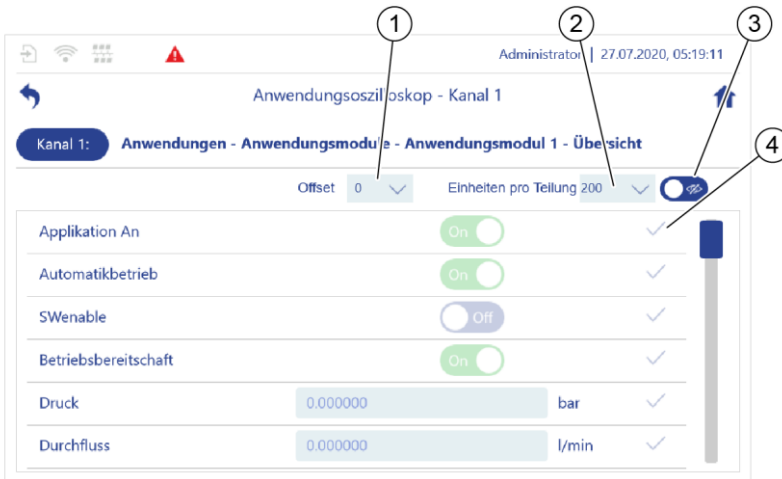 1 2 3
Administrator | 27.07.2020, 05:19:11
Anwendungsoszilloskop - Kanal 1
Kanal 1: Anwendungen - Anwendungsmodule - Anwendungsmodul 1 - Übersicht
4
Offset 0 Einheiten pro Teilung 200
Applikation An On
Automatikbetrieb On
SWenable Off
Betriebsbereitschaft On
Druck 0.000000 bar
Durchfluss 0.000000 l/min